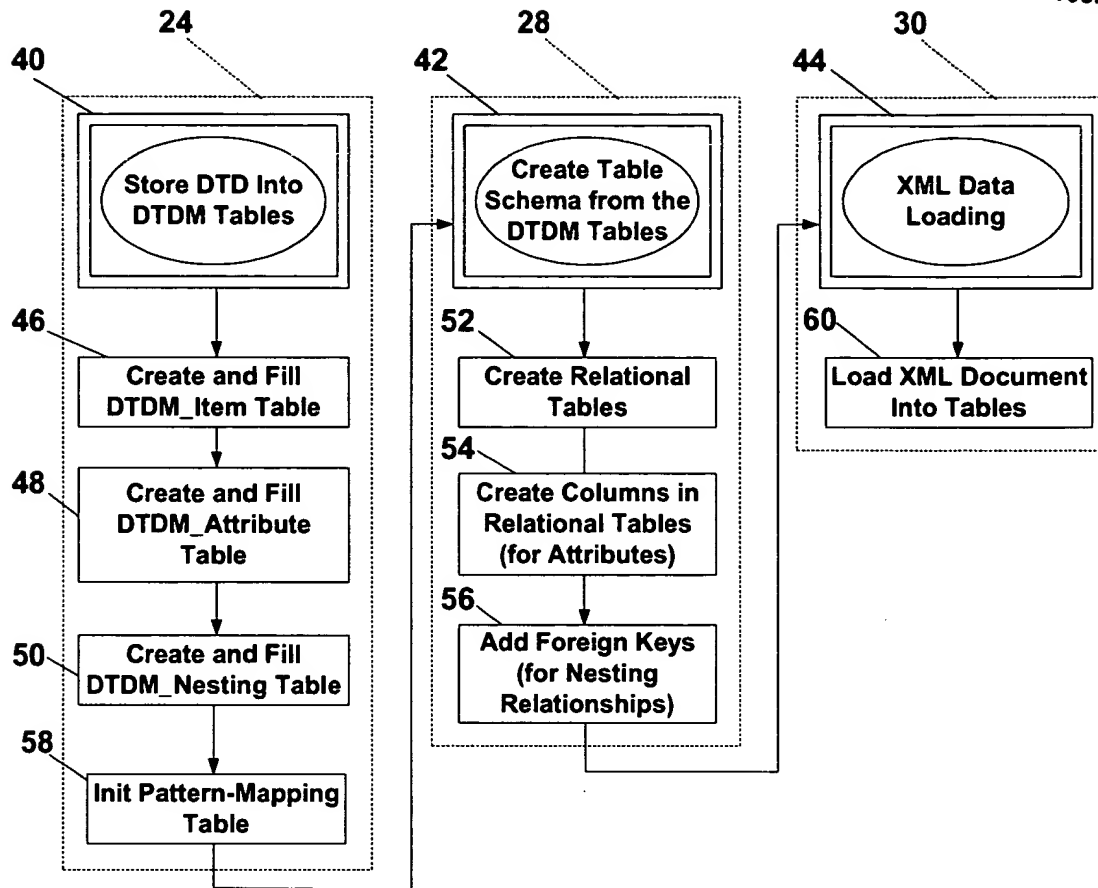 24
40
Store DTD Into
DTDM Tables
46
Create and Fill
DTDM_Item Table
48
Create and Fill
DTDM_Attribute
Table
50
Create and Fill
DTDM_Nesting Table
58
Init Pattern-Mapping
Table
28
42
Create Table
Schema from the
DTDM Tables
52
Create Relational
Tables
54
Create Columns in
Relational Tables
(for Attributes)
56
Add Foreign Keys
(for Nesting
Relationships)
30
44
XML Data
Loading
60
Load XML Document
Into Tables